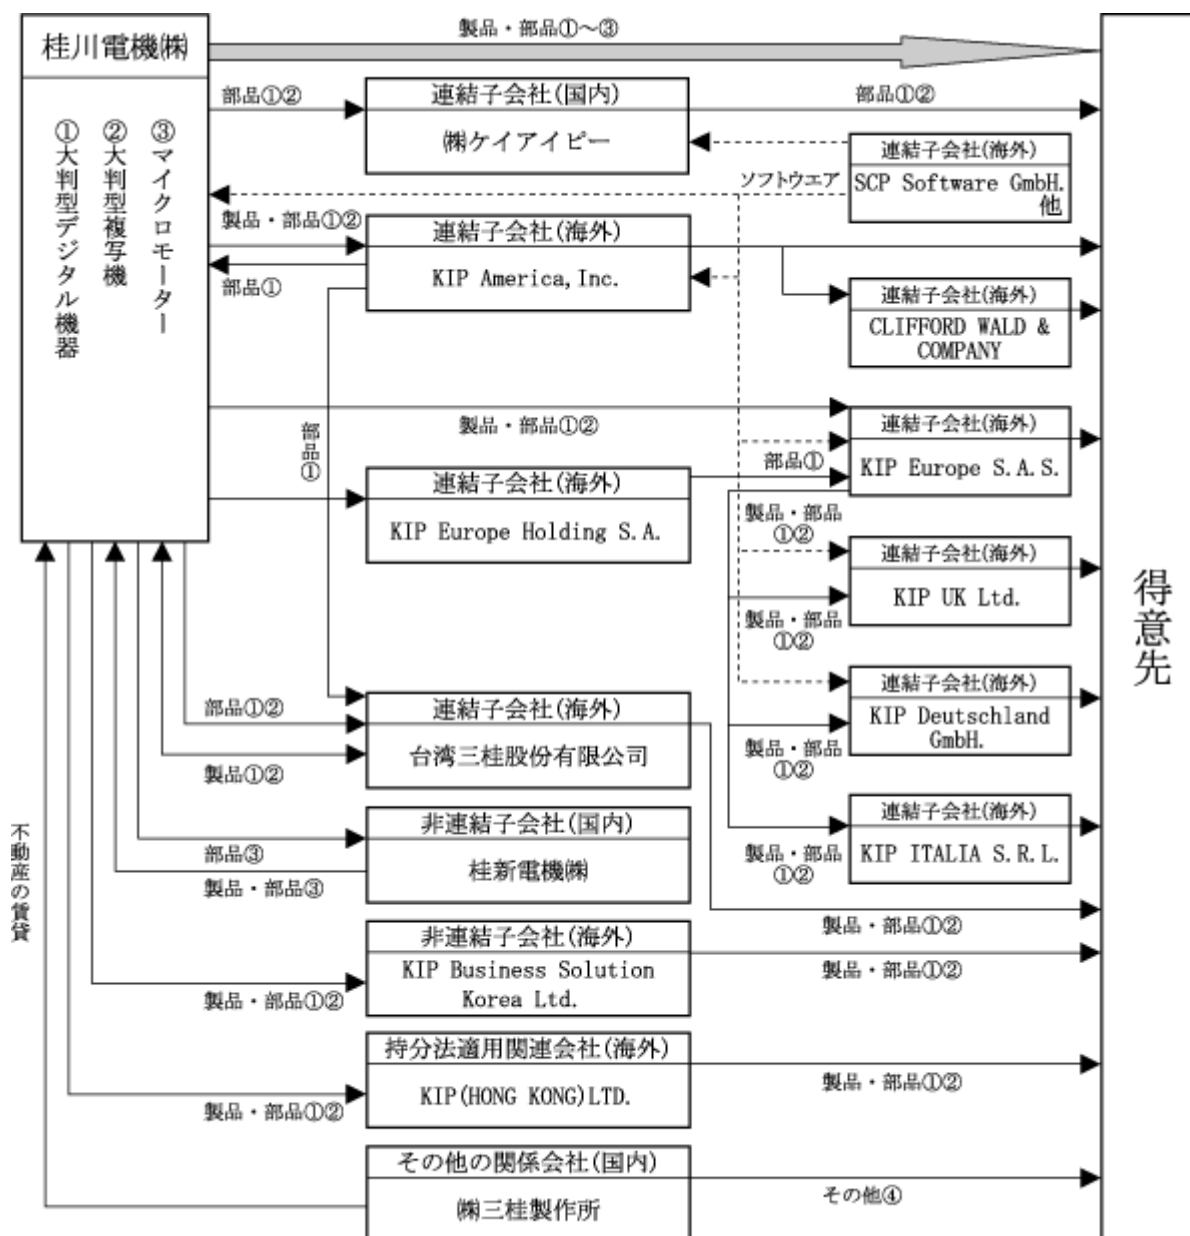 桂川電機㈱
①大判型デジタル機器
②大判型複写機
③マイクロモーター
製品・部品①～③
部品①②
連結子会社(国内)
㈱ケイアイピー
部品①②
連結子会社(海外)
SCP Software GmbH.
他
ソフトウエア
製品・部品①②
部品①
連結子会社(海外)
KIP America,Inc.
連結子会社(海外)
CLIFFORD WALD &
COMPANY
製品・部品①②
部品①
連結子会社(海外)
KIP Europe S.A.S.
部品①
連結子会社(海外)
KIP Europe Holding S.A.
製品・部品
①②
連結子会社(海外)
KIP UK Ltd.
製品・部品
①②
連結子会社(海外)
KIP Deutschland
GmbH.
製品・部品
①②
連結子会社(海外)
KIP ITALIA S.R.L.
製品・部品
①②
部品①②
製品①②
連結子会社(海外)
台湾三桂股份有限公司
製品・部品①②
部品③
製品・部品③
非連結子会社(国内)
桂新電機㈱
製品・部品①②
非連結子会社(海外)
KIP Business Solution
Korea Ltd.
製品・部品①②
製品・部品①②
持分法適用関連会社(海外)
KIP(HONG KONG)LTD.
製品・部品①②
不動産の賃貸
その他の関係会社(国内)
㈱三桂製作所
その他④
得意先